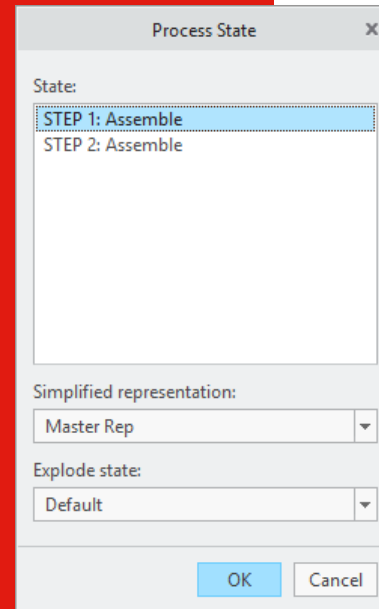 Process State
State:
STEP 1: Assemble
STEP 2: Assemble
Simplified representation:
Master Rep
Explode state:
Default
OK Cancel